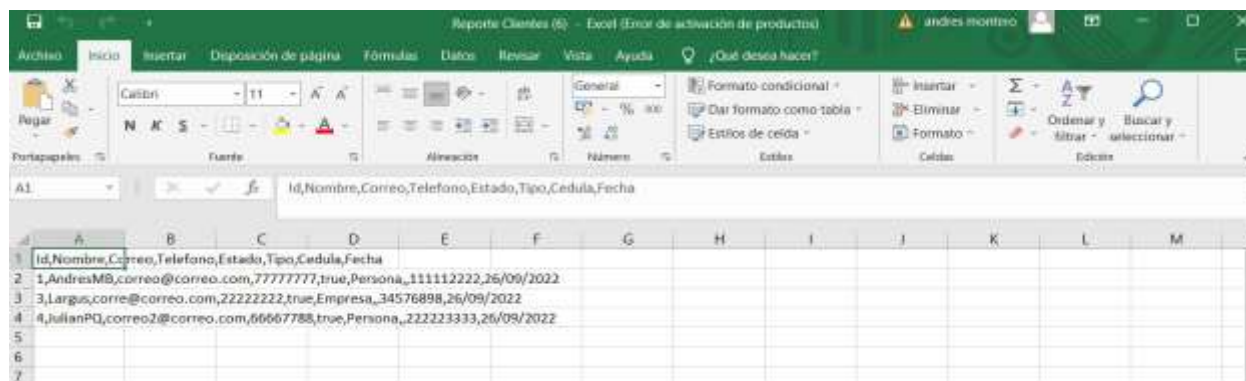 Reporte Clientes (6) - Excel (Error de activación de productos)
andres montero
Archivo Inicio Insertar Disposición de página Fórmulas Datos Revisar Vista Ayuda ¿Qué desea hacer?
Pegar
Calibri 11 A A
N K S A
General
% 000
Formato condicional
Dar formato como tabla
Estilos de celda
Insertar
Eliminar
Formato
Ordenar y filtrar
Buscar y seleccionar
Portapapeles Fuente Alineación Número Estilos Celdas Edición
A1 fx Id,Nombre,Correo,Telefono,Estado,Tipo,Cedula,Fecha
A B C D E F G H I J K L M
1 Id,Nombre,Correo,Telefono,Estado,Tipo,Cedula,Fecha
2 1,AndresMB,correo@correo.com,77777777,true,Persona,,111112222,26/09/2022
3 3,Largus,corre@correo.com,22222222,true,Empresa,,34576898,26/09/2022
4 4,JulianPQ,correo2@correo.com,66667788,true,Persona,,222223333,26/09/2022
5
6
7